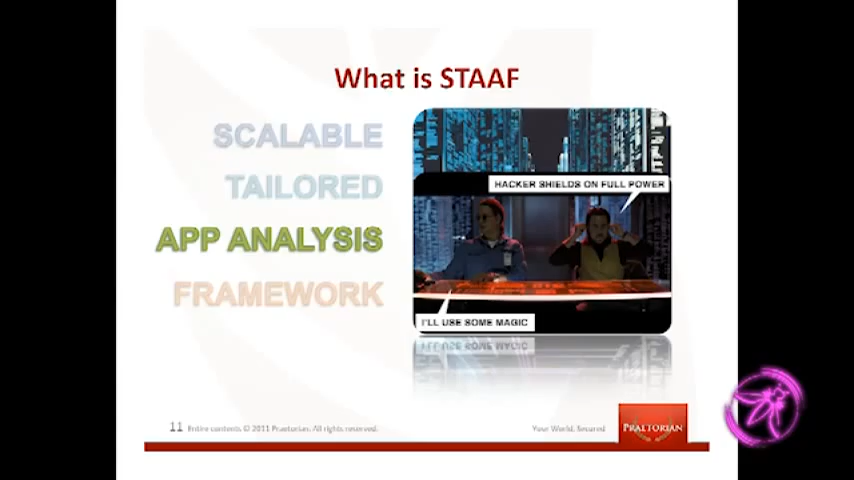 What is STAAF
SCALABLE
TAILORED
APP ANALYSIS
FRAMEWORK
HACKER SHIELDS ON FULL POWER
I'LL USE SOME MAGIC
11 Entire contents © 2011 Praetorian. All rights reserved.
Your World, Secured
PRAETORIAN